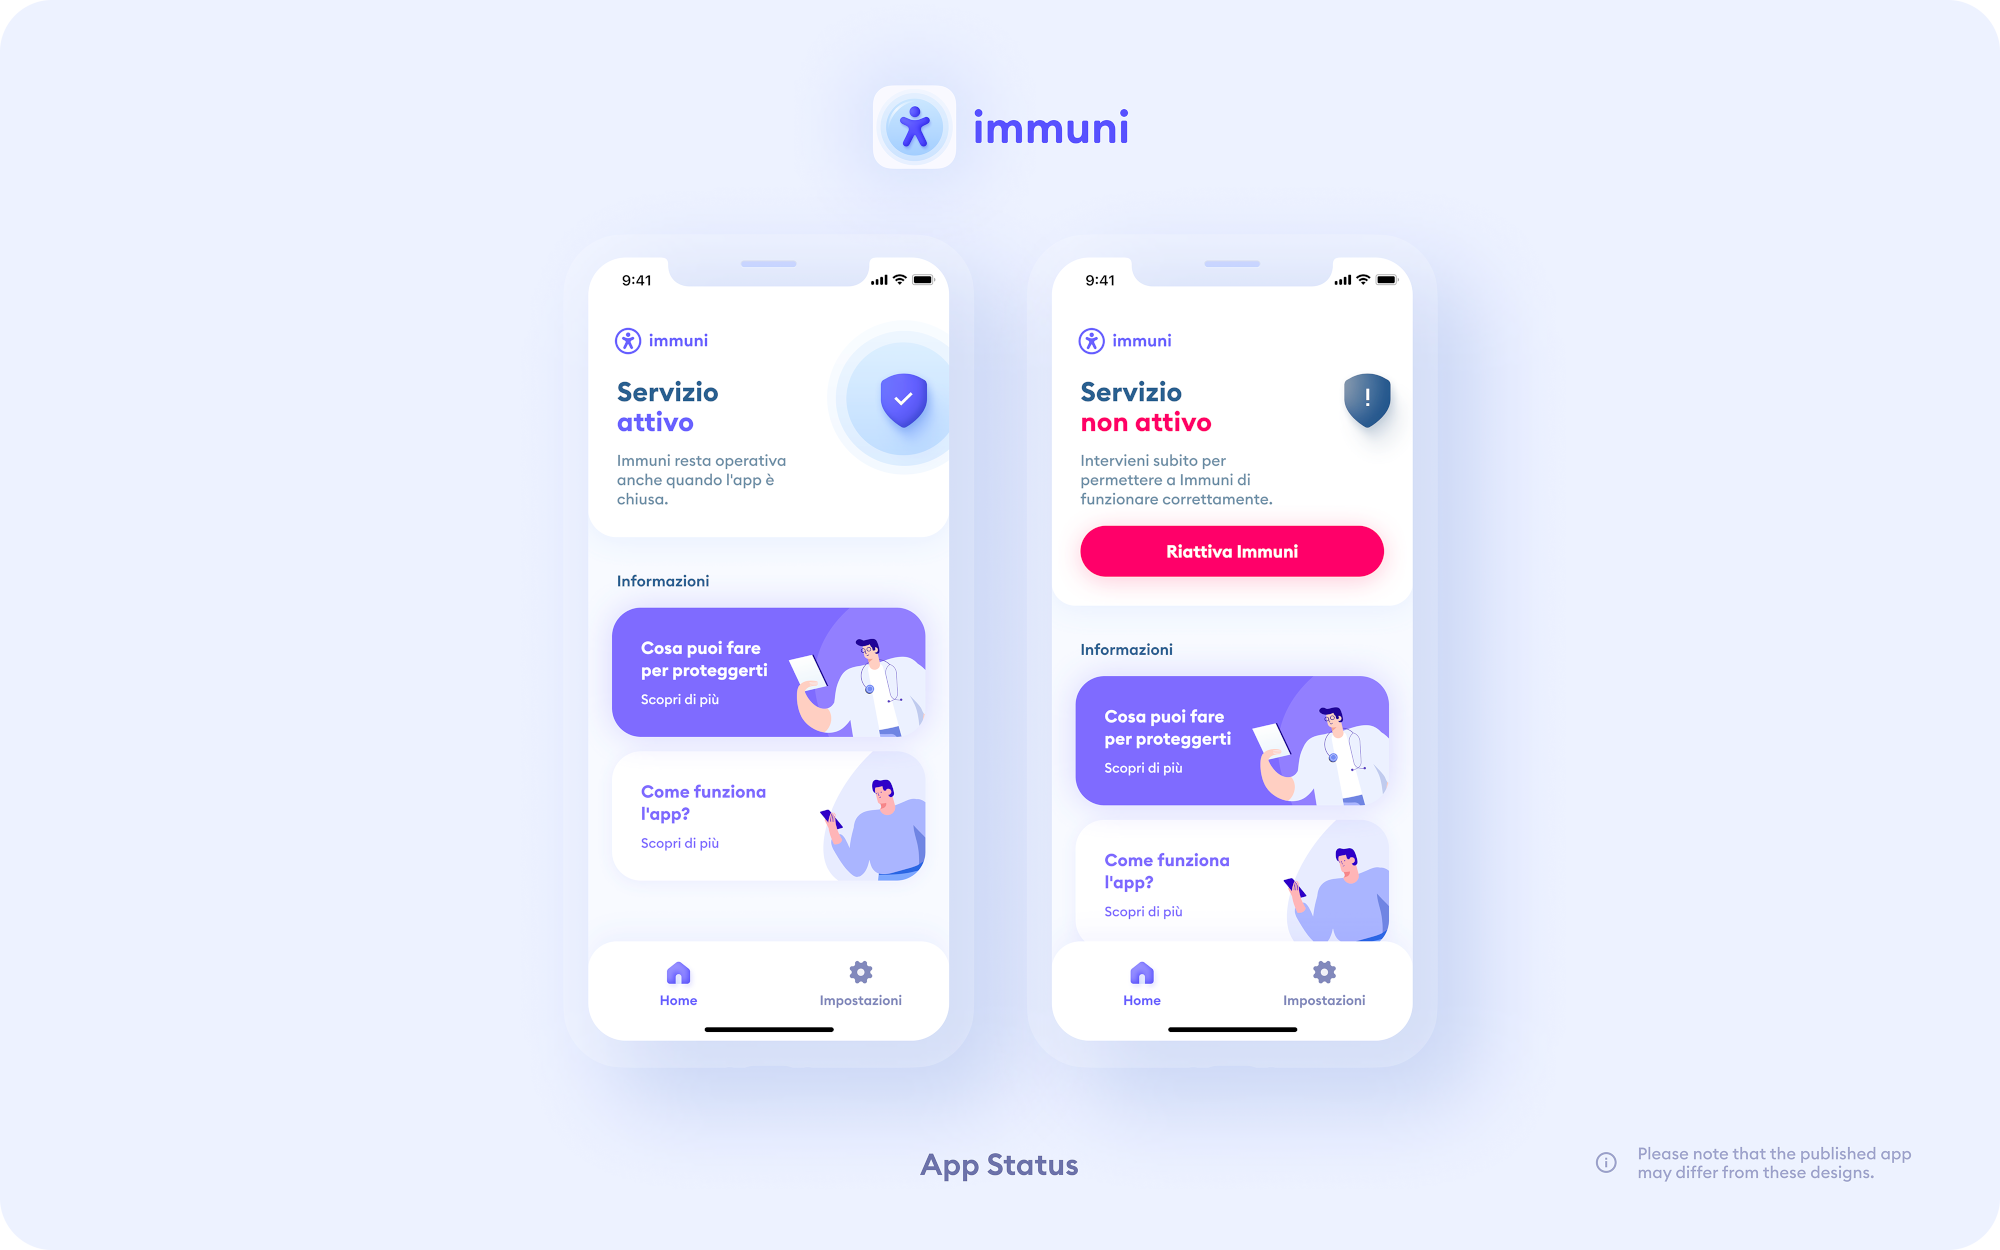 immuni
9:41
immuni
Servizio
attivo
Immuni resta operativa
anche quando l'app è
chiusa.
Informazioni
Cosa puoi fare
per proteggerti
Scopri di più
Come funziona
l'app?
Scopri di più
Home
Impostazioni
9:41
immuni
Servizio
non attivo
Intervieni subito per
permettere a Immuni di
funzionare correttamente.
Riattiva Immuni
Informazioni
Cosa puoi fare
per proteggerti
Scopri di più
Come funziona
l'app?
Scopri di più
Home
Impostazioni
App Status
Please note that the published app
may differ from these designs.